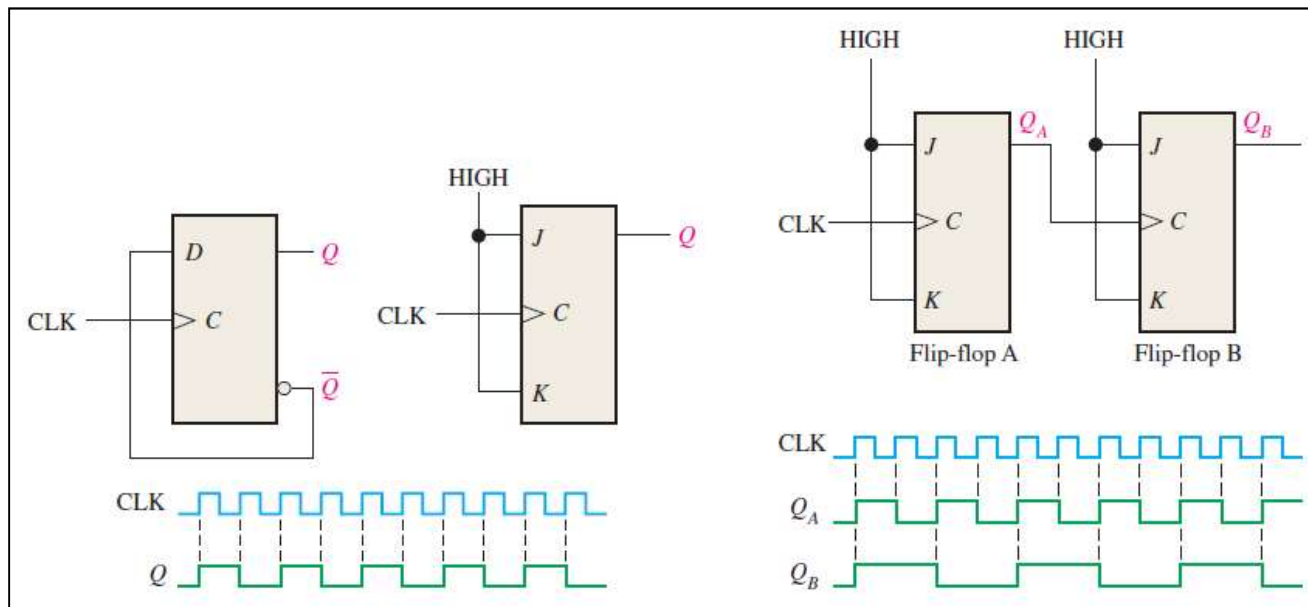 HIGH
HIGH
Q_A
Q_B
J
J
CLK
C
C
K
K
Flip-flop A
Flip-flop B
HIGH
D
Q
J
Q
CLK
C
CLK
C
Q̅
K
CLK
Q
CLK
Q_A
Q_B